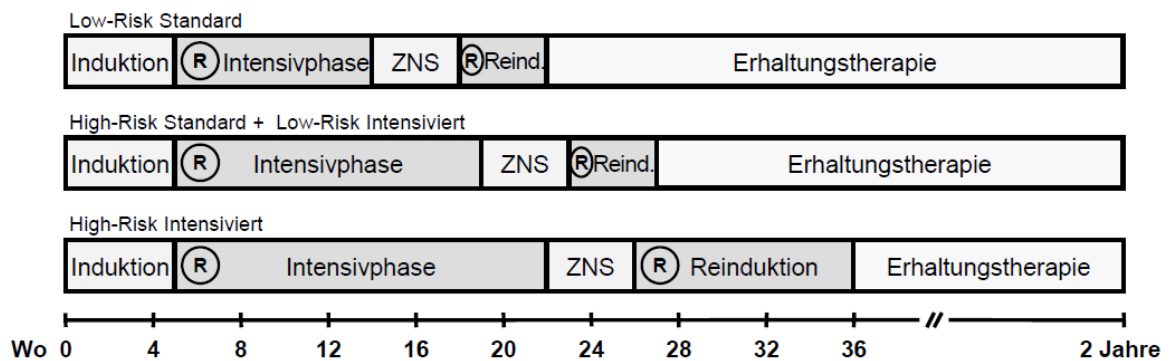 Low-Risk Standard
Induktion R Intensivphase ZNS R Reind. Erhaltungstherapie
High-Risk Standard + Low-Risk Intensiviert
Induktion R Intensivphase ZNS R Reind. Erhaltungstherapie
High-Risk Intensiviert
Induktion R Intensivphase ZNS R Reinduktion Erhaltungstherapie
Wo 0 4 8 12 16 20 24 28 32 36 2 Jahre